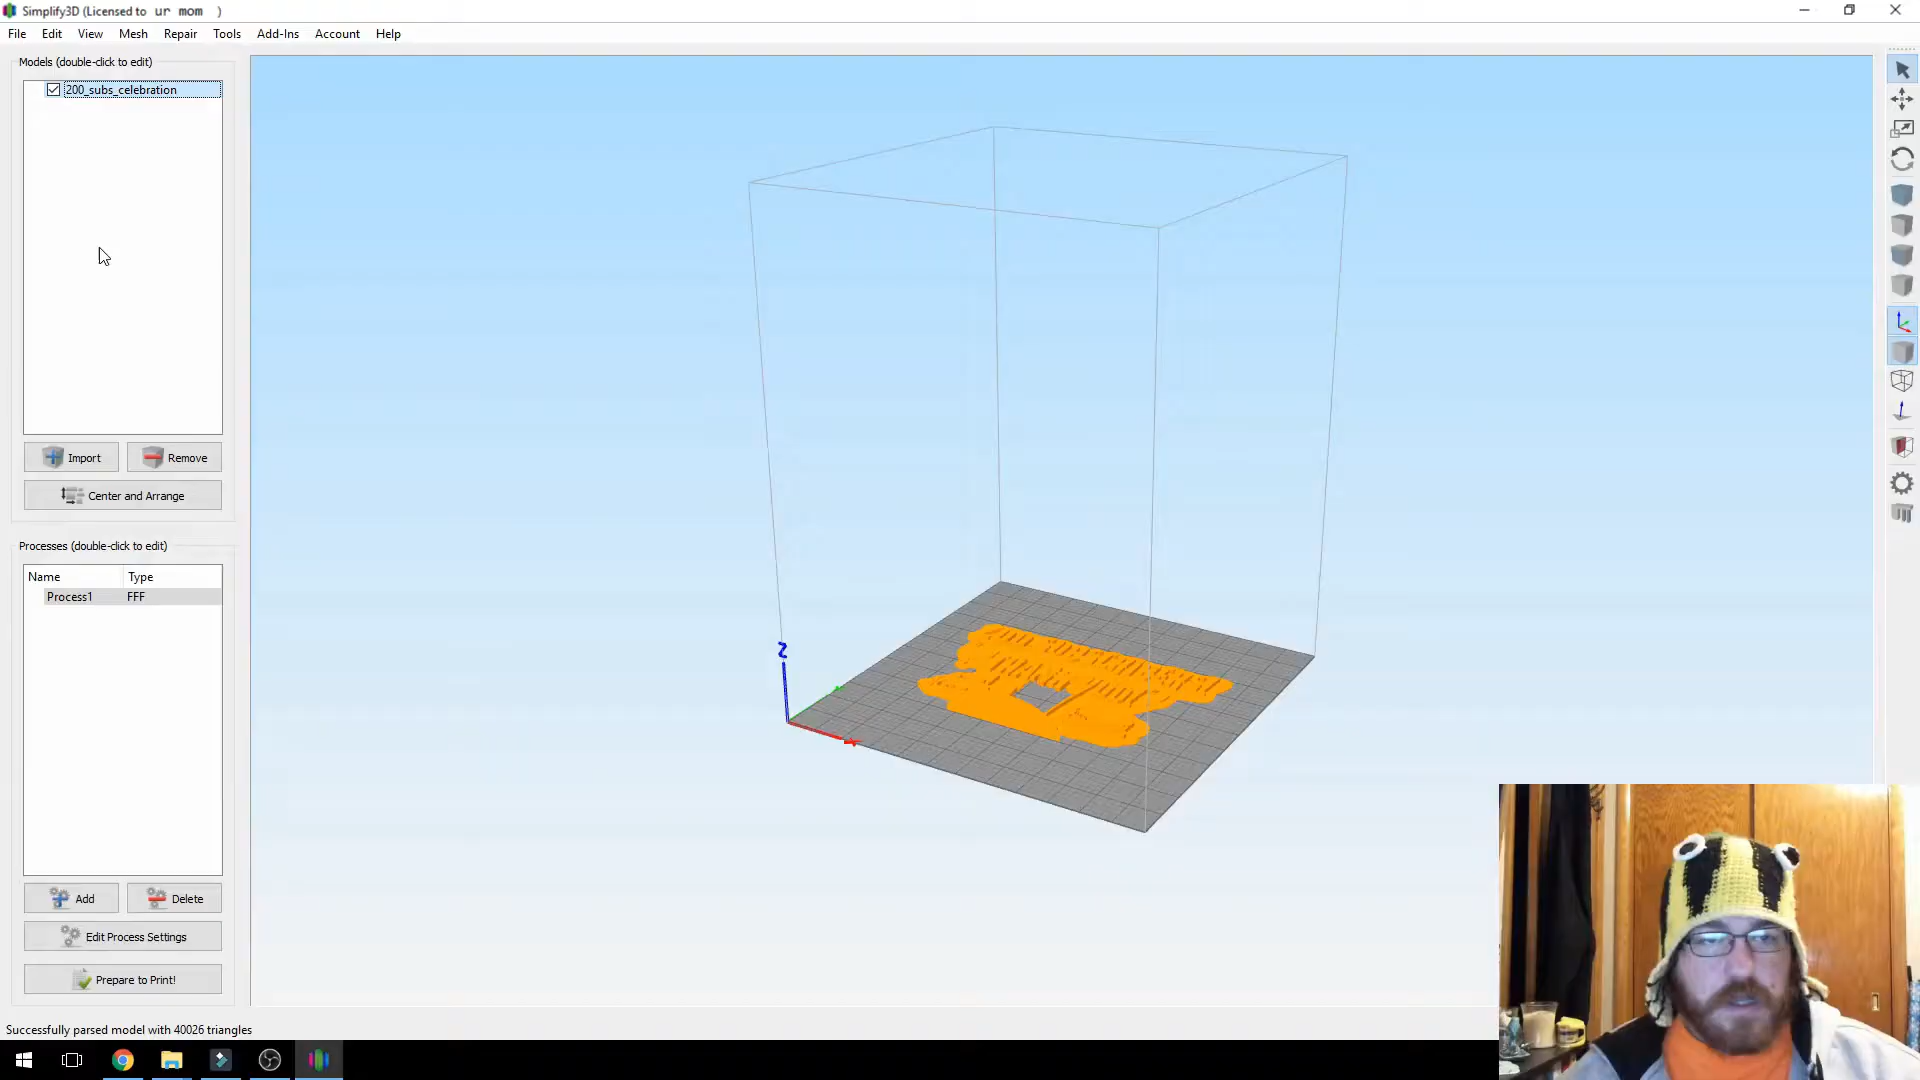 Simplify3D (Licensed to ur mom )
File Edit View Mesh Repair Tools Add-Ins Account Help
Models (double-click to edit)
200_subs_celebration
Import Remove
Center and Arrange
Processes (double-click to edit)
Name Type
Process1 FFF
Add Delete
Edit Process Settings
Prepare to Print!
Z
Successfully parsed model with 40026 triangles